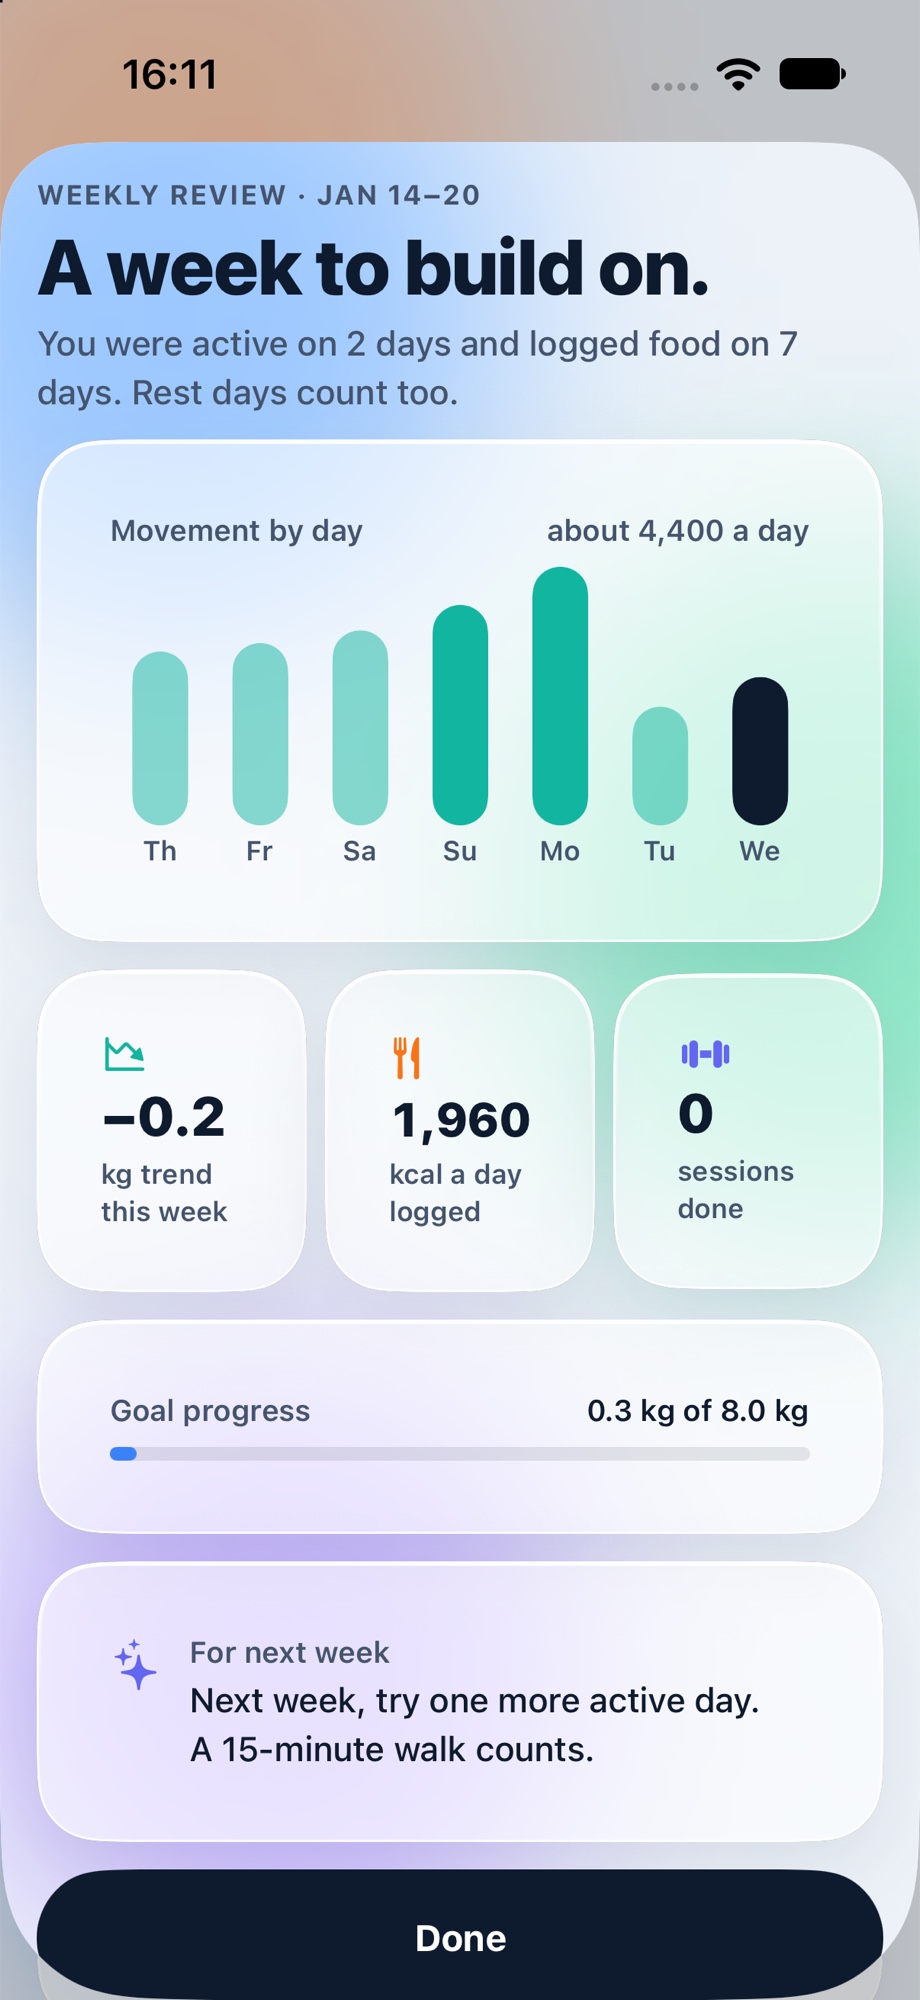 16:11
WEEKLY REVIEW · JAN 14–20
A week to build on.
You were active on 2 days and logged food on 7
days. Rest days count too.
Movement by day
about 4,400 a day
Th Fr Sa Su Mo Tu We
–0.2
kg trend
this week
1,960
kcal a day
logged
0
sessions
done
Goal progress
0.3 kg of 8.0 kg
For next week
Next week, try one more active day.
A 15-minute walk counts.
Done